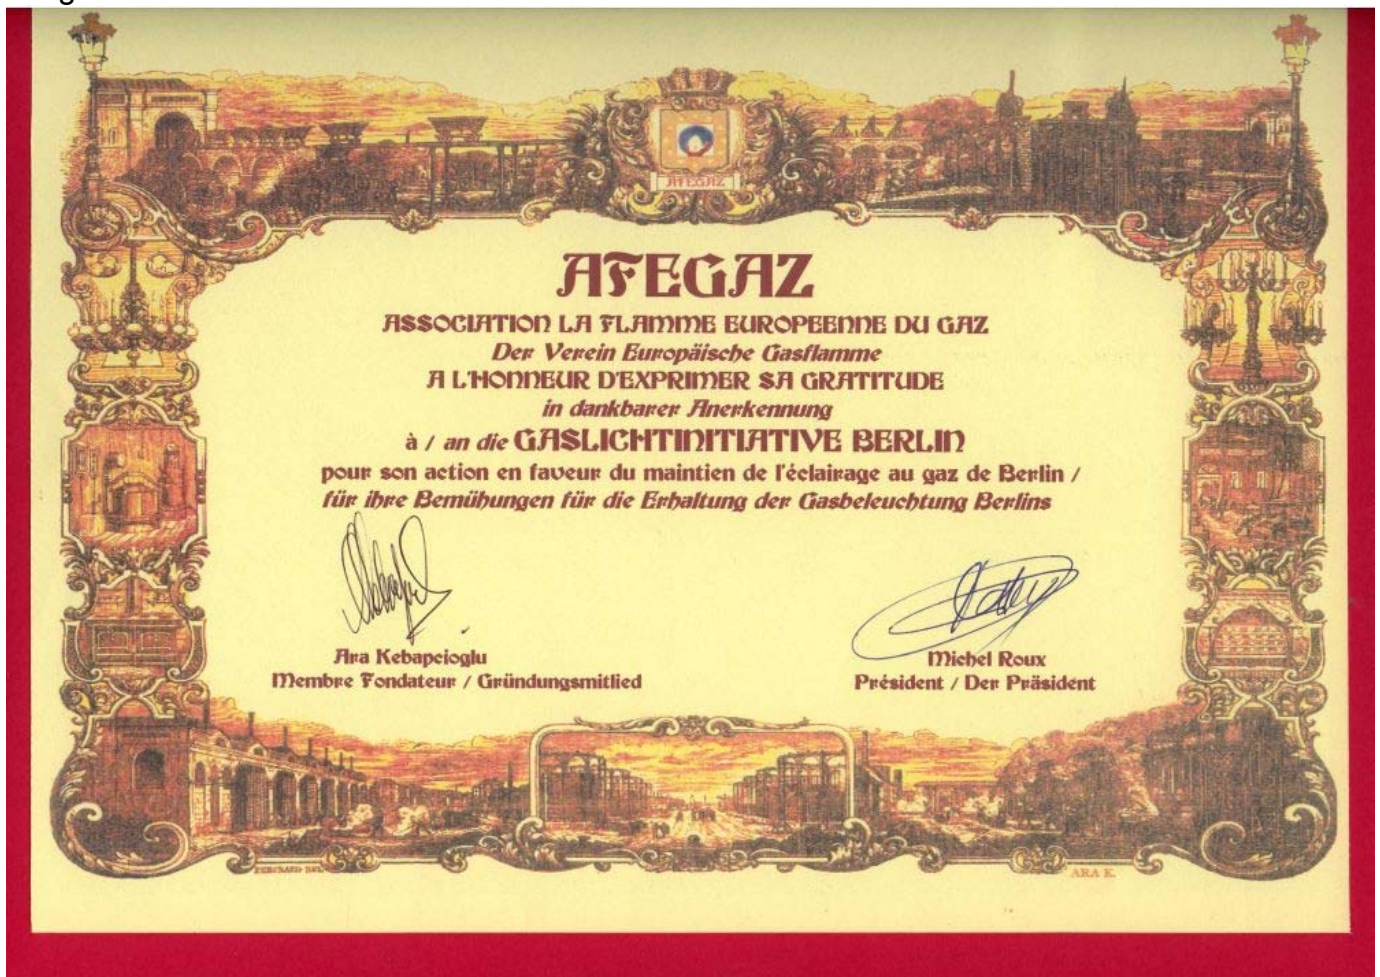 AFEGAZ
AFEGAZ
ASSOCIATION LA FLAMME EUROPEENNE DU GAZ
Der Verein Europäische Gasflamme
A L'HONNEUR D'EXPRIMER SA GRATITUDE
in dankbarer Anerkennung
à / an die GASLICHTINITIATIVE BERLIN
pour son action en faveur du maintien de l'éclairage au gaz de Berlin /
für ihre Bemühungen für die Erhaltung der Gasbeleuchtung Berlins
Ara Kebapcioglu
Membre Fondateur / Gründungsmitlied
Michel Roux
Président / Der Präsident
ARA K.